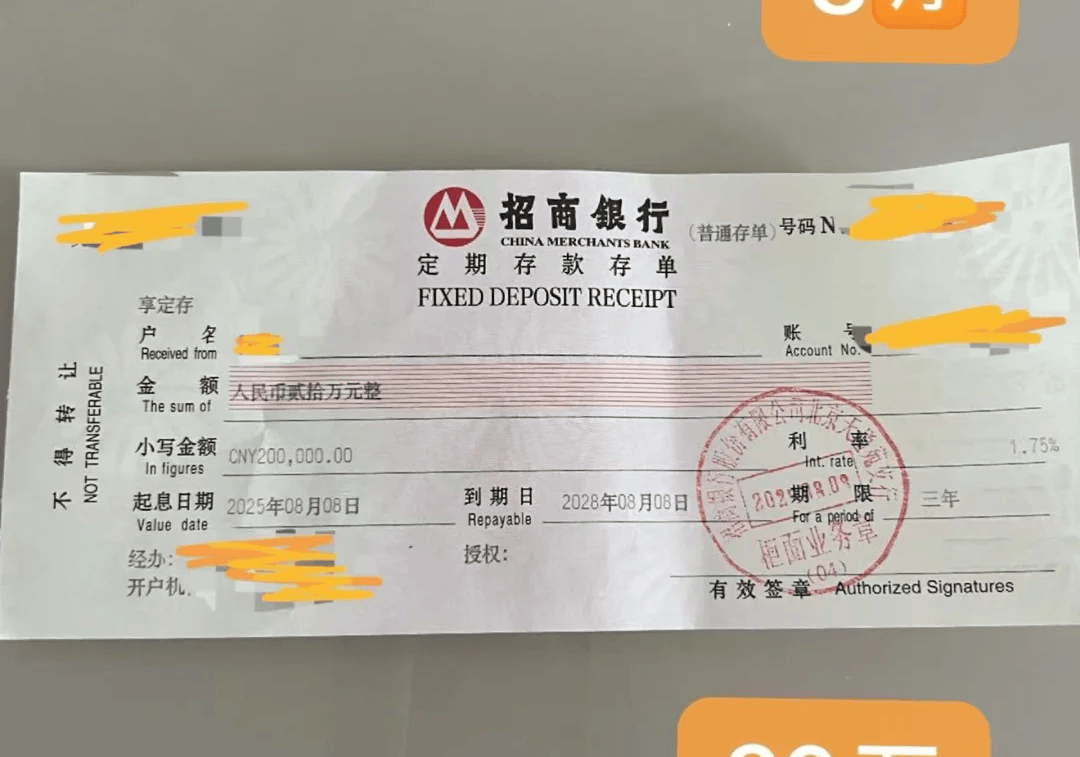 月
招商銀行
CHINA MERCHANTS BANK
(普通存单) 号码 N
定期存款存单
FIXED DEPOSIT RECEIPT
享定存
户名
Received from
账号
Account No.
金额
The sum of
人民币贰拾万元整
小写金额
In figures
CNY200,000.00
利率
Int. rate
1.75%
起息日期
Value date
2025年08月08日
到期日
Repayable
2028年08月08日
期限
For a period of
三年
经办:
授权:
开户机
有效签章 Authorized Signatures
不得转让
NOT TRANSFERABLE
柜面业务章
(04)